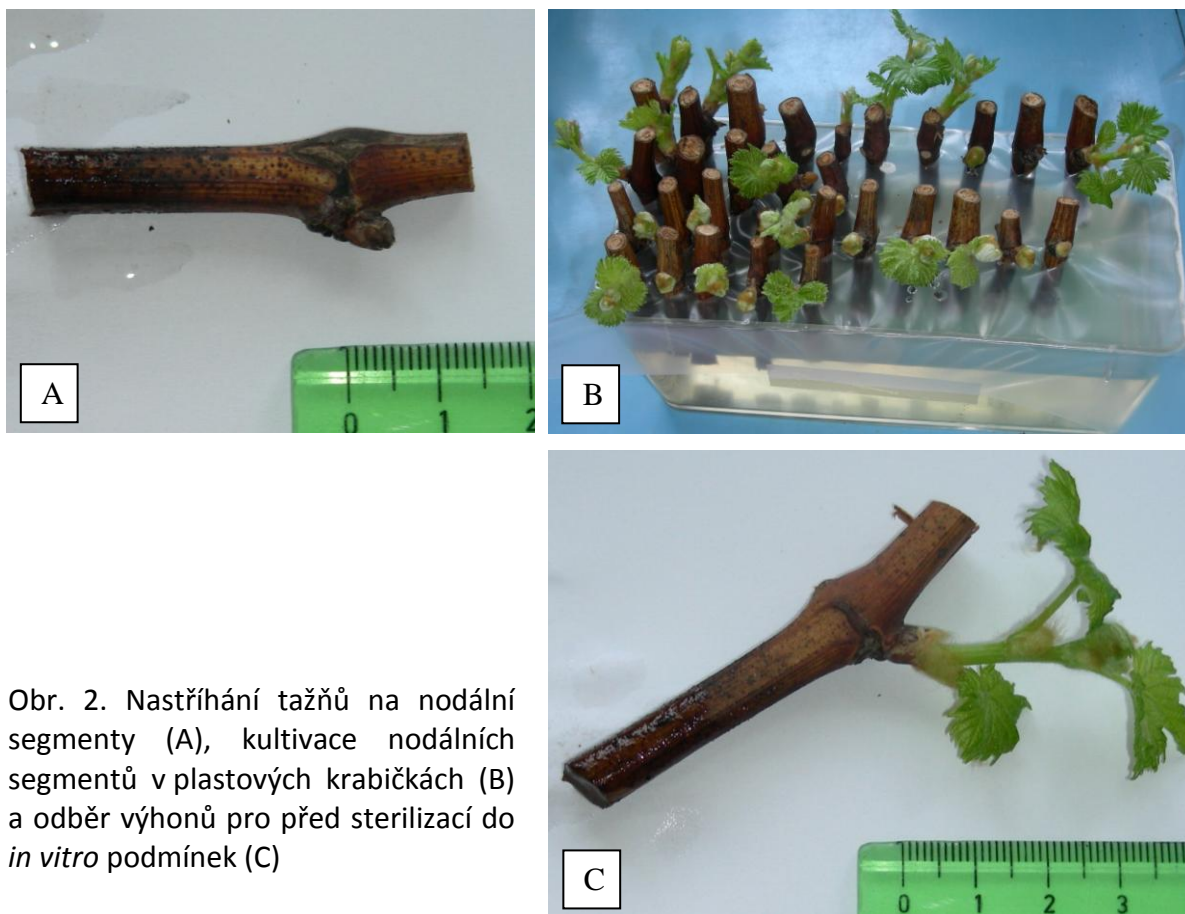 0 1 2
A
B
Obr. 2. Nastříhání tažňů na nodální
segmenty (A), kultivace nodálních
segmentů v plastových krabičkách (B)
a odběr výhonů pro před sterilizací do
in vitro podmínek (C)
0 1 2 3
C